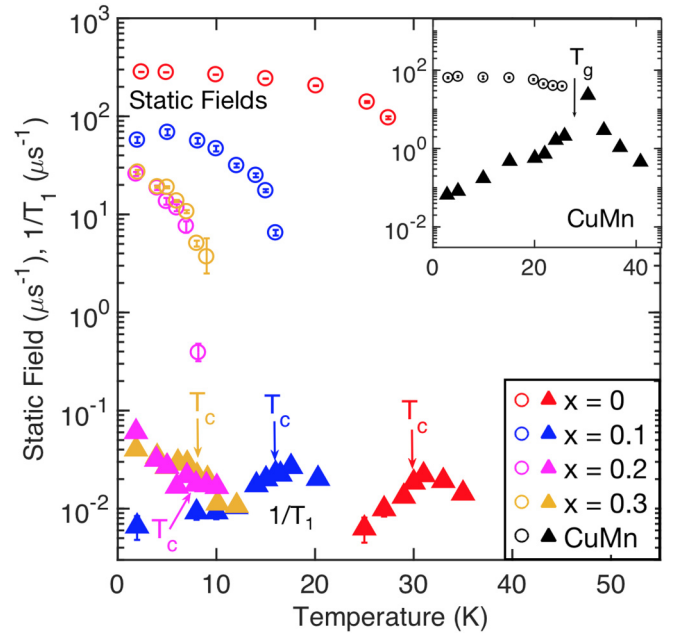 10³
10²
10¹
10⁰
10⁻¹
10⁻²
Static Field (μs⁻¹), 1/T₁ (μs⁻¹)
Static Fields
T_c
T_c
T_c
T_c
1/T₁
0
10
20
30
40
50
Temperature (K)
10⁴
10²
10⁰
10⁻²
T_g
CuMn
0
20
40
x = 0
x = 0.1
x = 0.2
x = 0.3
CuMn